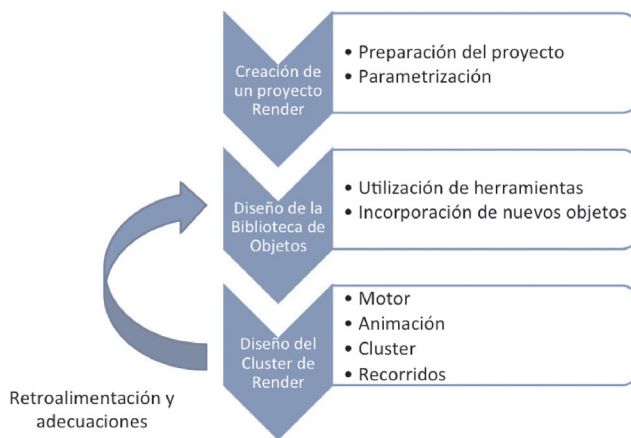 Creación de
un proyecto
Render
• Preparación del proyecto
• Parametrización
Diseño de la
Biblioteca de
Objetos
• Utilización de herramientas
• Incorporación de nuevos objetos
Diseño del
Cluster de
Render
• Motor
• Animación
• Cluster
• Recorridos
Retroalimentación y
adecuaciones